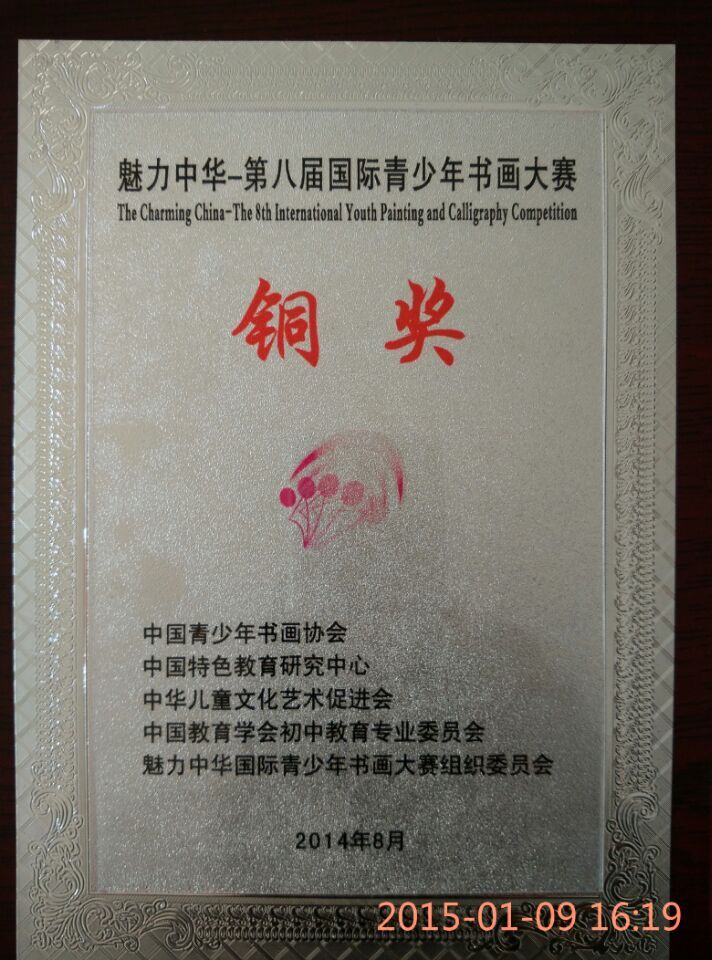 魅力中华-第八届国际青少年书画大赛
The Charming China-The 8th International Youth Painting and Calligraphy Competition
铜 奖
中国青少年书画协会
中国特色教育研究中心
中华儿童文化艺术促进会
中国教育学会初中教育专业委员会
魅力中华国际青少年书画大赛组织委员会
2014年8月
2015-01-09 16:19